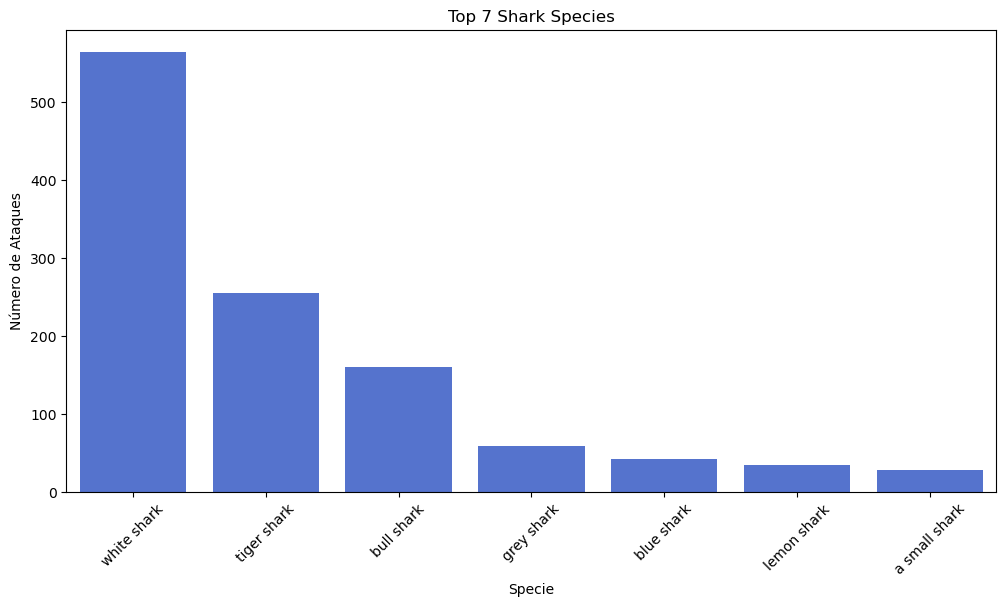 Top 7 Shark Species
Número de Ataques
500
400
300
200
100
0
white shark
tiger shark
bull shark
grey shark
blue shark
lemon shark
a small shark
Specie